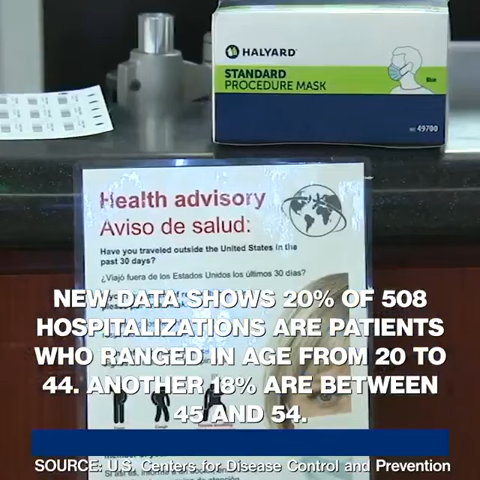 HALYARD
STANDARD
PROCEDURE MASK
Blue
REF 49700
Health advisory
Aviso de salud:
Have you traveled outside the United States in the
past 30 days?
¿Viajó fuera de los Estados Unidos los últimos 30 días?
NEW DATA SHOWS 20% OF 508
HOSPITALIZATIONS ARE PATIENTS
WHO RANGED IN AGE FROM 20 TO
44. ANOTHER 18% ARE BETWEEN
45 AND 54.
SOURCE: U.S. Centers for Disease Control and Prevention